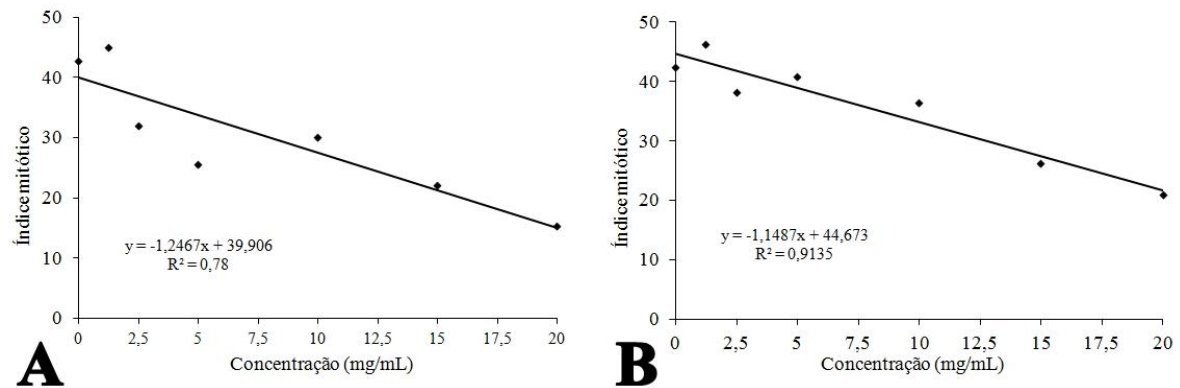 50
40
30
20
10
0
Índice mitótico
y = -1,2467x + 39,906
R² = 0,78
0 2,5 5 7,5 10 12,5 15 17,5 20
Concentração (mg/mL)
A
50
40
30
20
10
0
Índice mitótico
y = -1,1487x + 44,673
R² = 0,9135
0 2,5 5 7,5 10 12,5 15 17,5 20
Concentração (mg/mL)
B